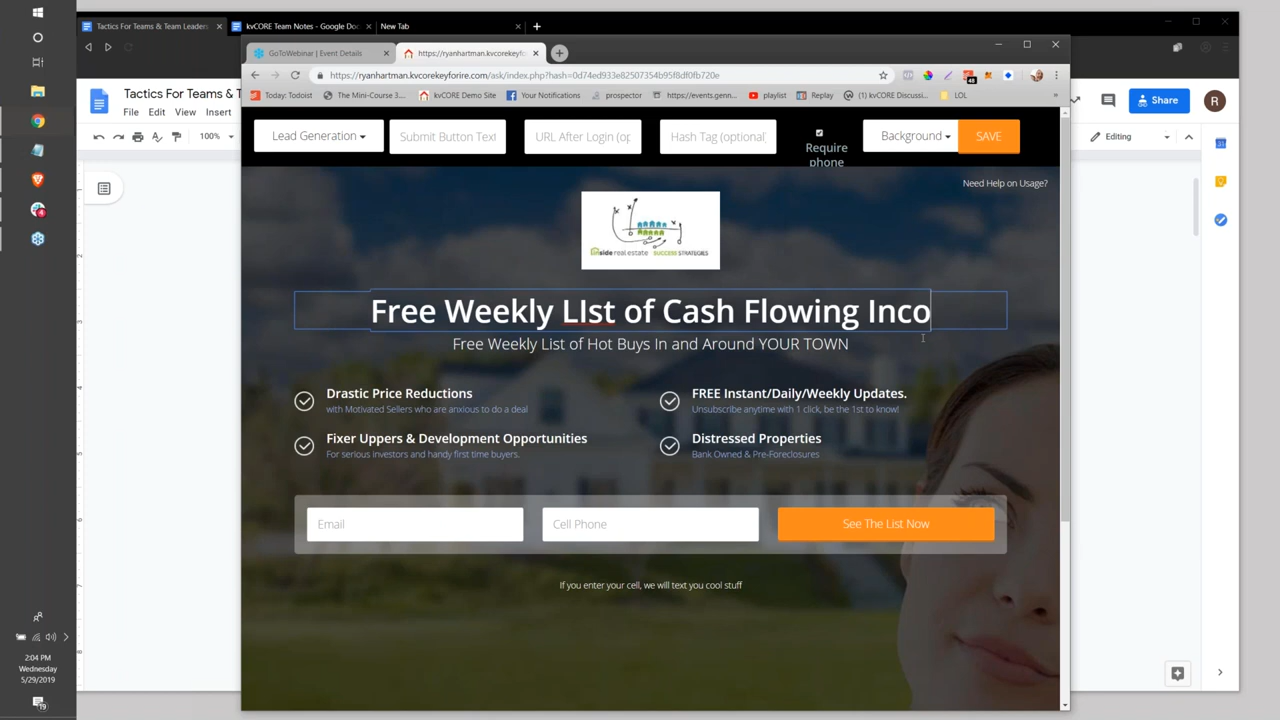 Tactics For Teams & Team Leaders
kvCORE Team Notes - Google Doc
New Tab
GoToWebinar | Event Details
https://ryanhartman.kvcorekeyfo
https://ryanhartman.kvcorekeyforire.com/ask/index.php?hash=0d74ed933e82507354b95f8df0fb720e
Today: Todoist
The Mini-Course 3...
kvCORE Demo Site
Your Notifications
prospector
https://events.genn...
playlist
Replay
(1) kvCORE Discussi...
LOL
48
Tactics For Teams & T
File Edit View Insert
Share
R
100%
Editing
Lead Generation
Submit Button Text
URL After Login (op
Hash Tag (optional)
Require phone
Background
SAVE
Need Help on Usage?
inside real estate SUCCESS STRATEGIES
Free Weekly LIst of Cash Flowing Inco
Free Weekly List of Hot Buys In and Around YOUR TOWN
Drastic Price Reductions
with Motivated Sellers who are anxious to do a deal
FREE Instant/Daily/Weekly Updates.
Unsubscribe anytime with 1 click, be the 1st to know!
Fixer Uppers & Development Opportunities
For serious investors and handy first time buyers.
Distressed Properties
Bank Owned & Pre-Foreclosures
Email
Cell Phone
See The List Now
If you enter your cell, we will text you cool stuff
2:04 PM
Wednesday
5/29/2019
19